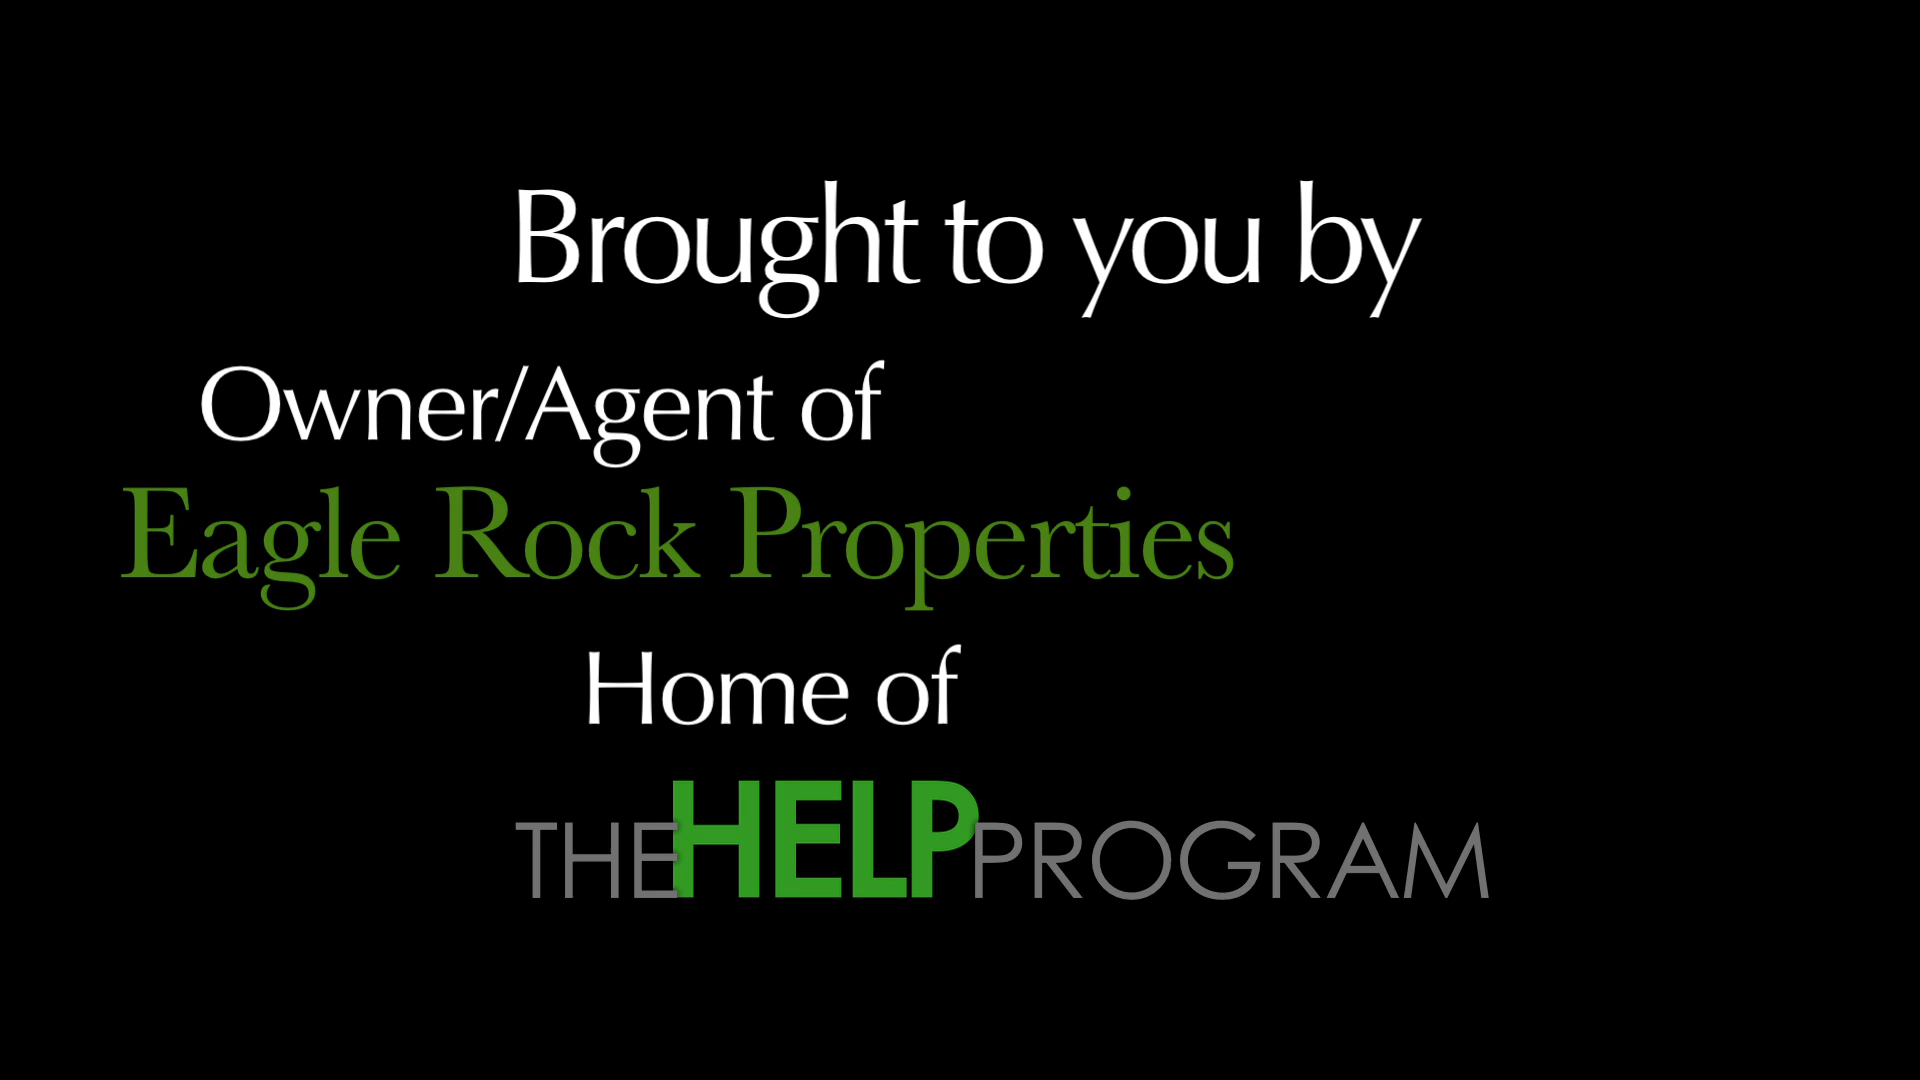 Brought to you by
Owner/Agent of
Eagle Rock Properties
Home of
THEHELPPROGRAM